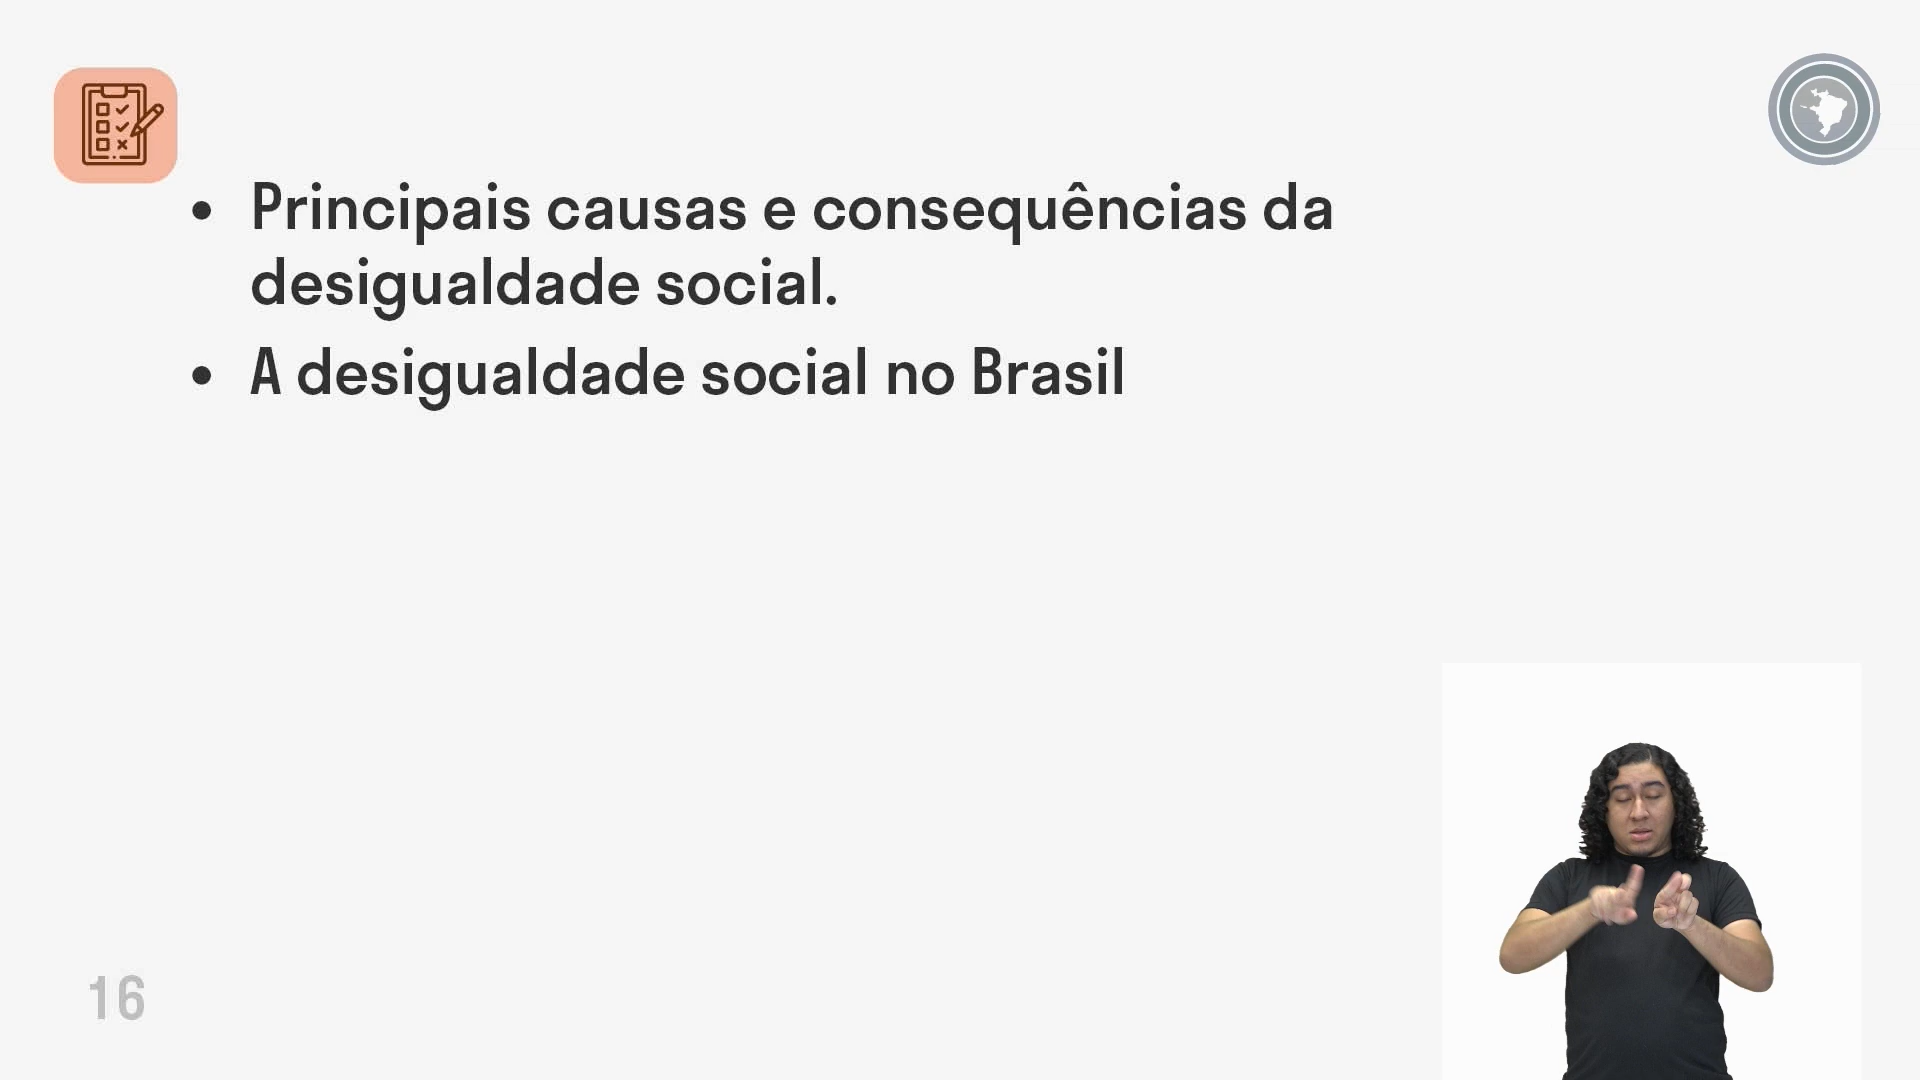 • Principais causas e consequências da
desigualdade social.
• A desigualdade social no Brasil
16